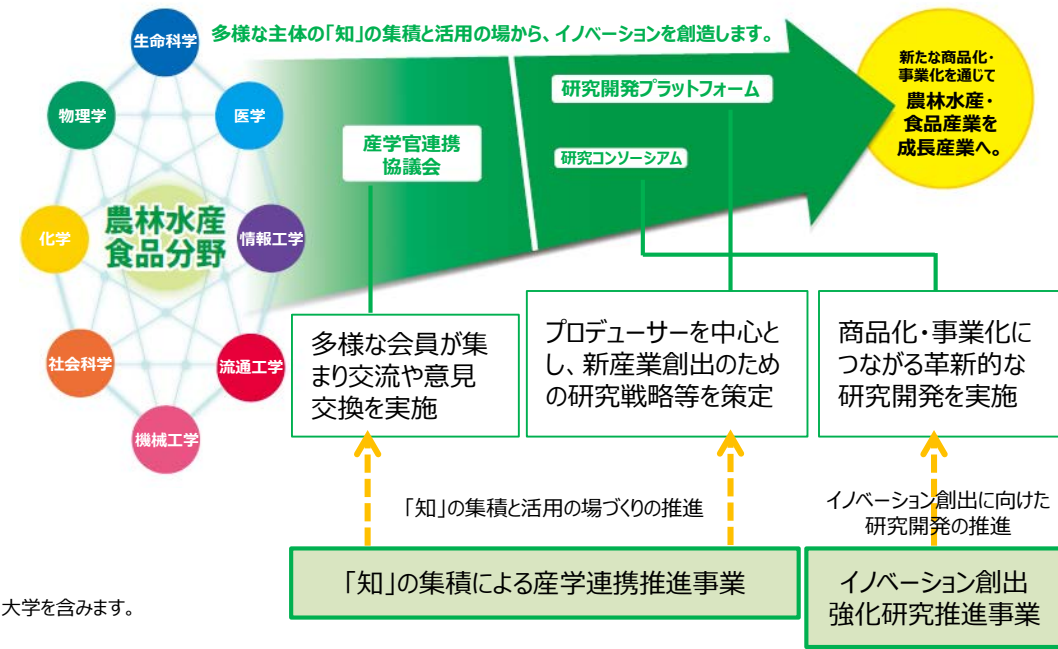 多様な主体の「知」の集積と活用の場から、イノベーションを創造します。
生命科学
物理学
医学
化学
農林水産
食品分野
情報工学
社会科学
流通工学
機械工学
産学官連携
協議会
研究開発プラットフォーム
研究コンソーシアム
新たな商品化・
事業化を通じて
農林水産・
食品産業を
成長産業へ。
多様な会員が集
まり交流や意見
交換を実施
プロデューサーを中心と
し、新産業創出のため
の研究戦略等を策定
商品化・事業化に
つながる革新的な
研究開発を実施
「知」の集積と活用の場づくりの推進
イノベーション創出に向けた
研究開発の推進
「知」の集積による産学連携推進事業
イノベーション創出
強化研究推進事業
大学を含みます。